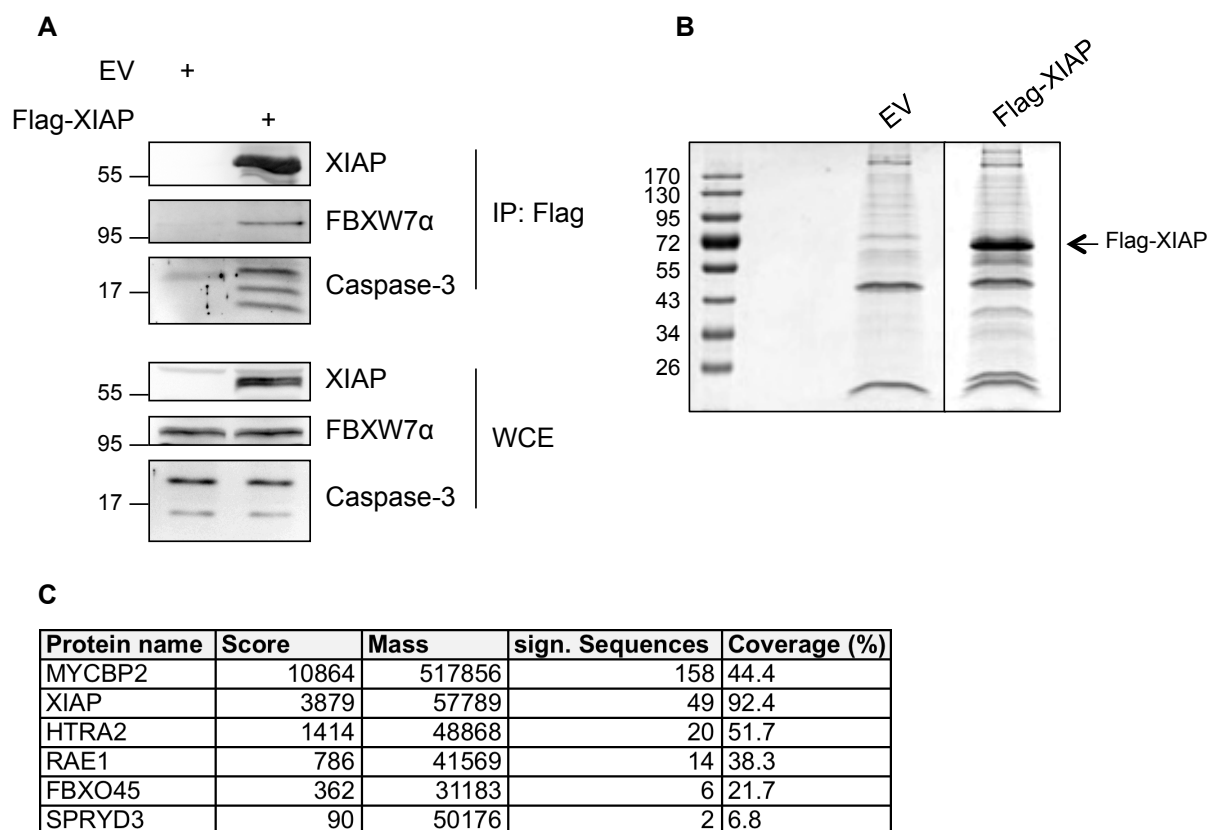 A
EV +
Flag-XIAP +
55 XIAP
95 FBXW7α
17 Caspase-3
IP: Flag
55 XIAP
95 FBXW7α
17 Caspase-3
WCE
B
EV
Flag-XIAP
170
130
95
72
55
43
34
26
Flag-XIAP
C
Protein name Score Mass sign. Sequences Coverage (%)
MYCBP2 10864 517856 158 44.4
XIAP 3879 57789 49 92.4
HTRA2 1414 48868 20 51.7
RAE1 786 41569 14 38.3
FBXO45 362 31183 6 21.7
SPRYD3 90 50176 2 6.8